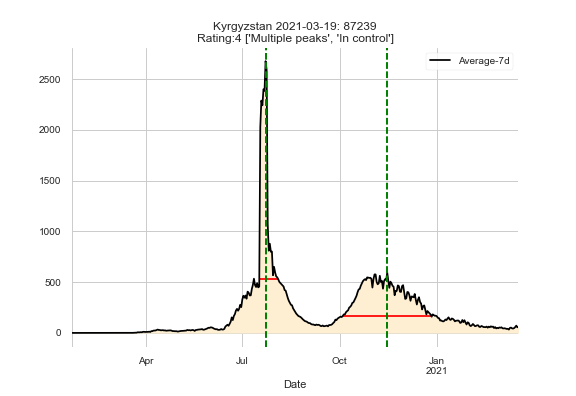 Kyrgyzstan 2021-03-19: 87239
Rating:4 ['Multiple peaks', 'In control']
Average-7d
2500
2000
1500
1000
500
0
Apr
Jul
Oct
Jan
2021
Date